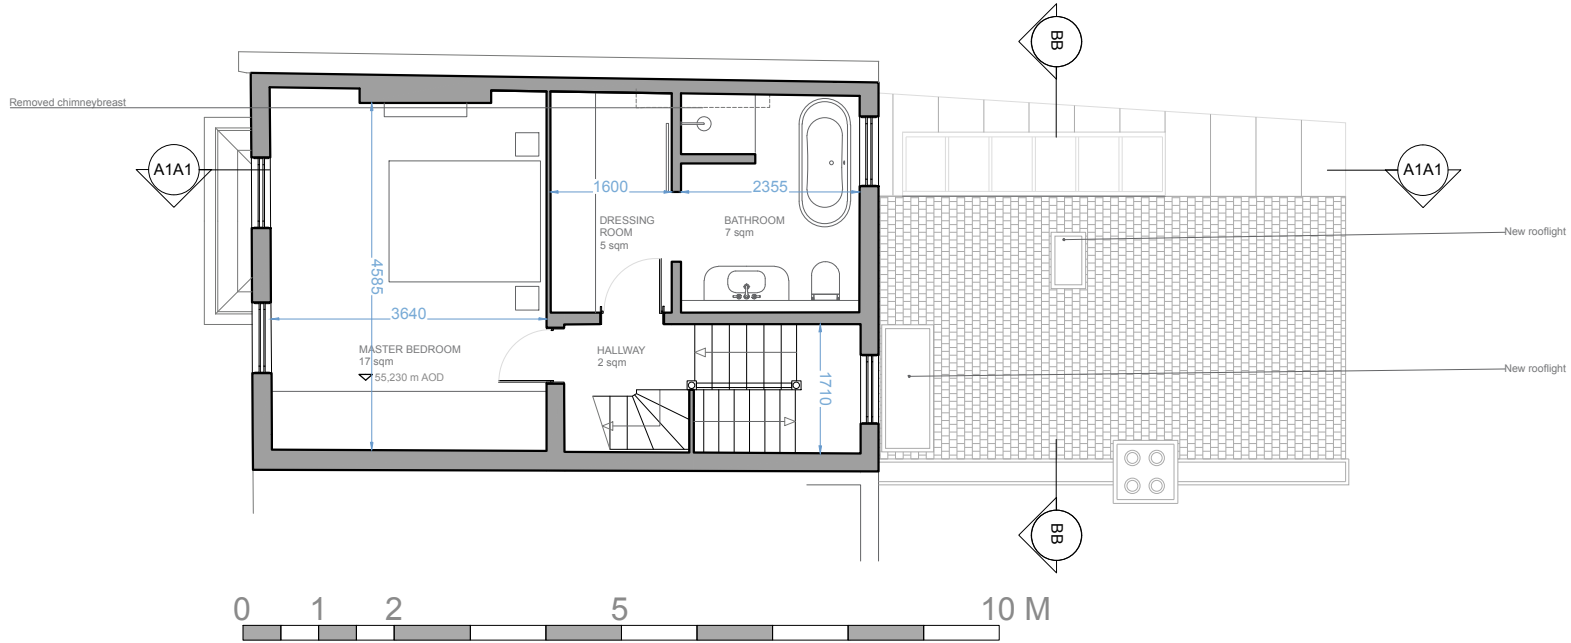 BB
Removed chimneybreast
A1A1
A1A1
1600
2355
DRESSING
ROOM
5 sqm
BATHROOM
7 sqm
New rooflight
4585
3640
MASTER BEDROOM
17 sqm
55,230 m AOD
HALLWAY
2 sqm
1710
New rooflight
BB
0 1 2 5 10 M